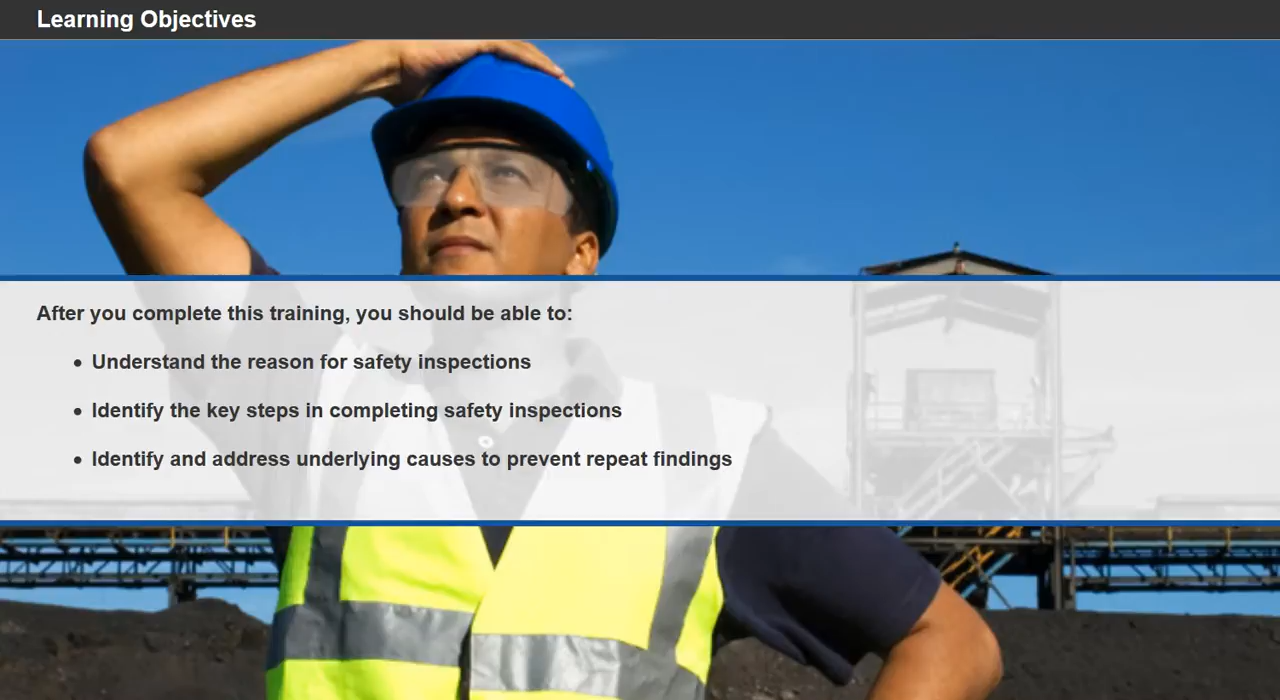 Learning Objectives
After you complete this training, you should be able to:
• Understand the reason for safety inspections
• Identify the key steps in completing safety inspections
• Identify and address underlying causes to prevent repeat findings